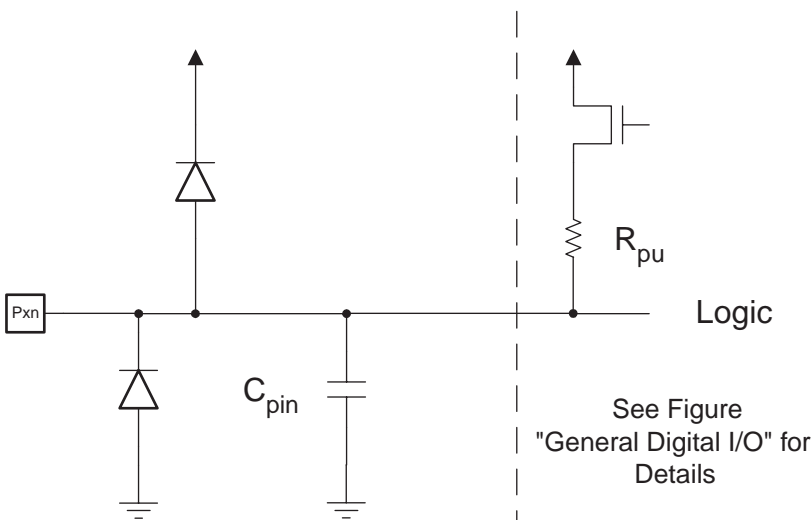 R_pu
Pxn
Logic
C_pin
See Figure
"General Digital I/O" for
Details